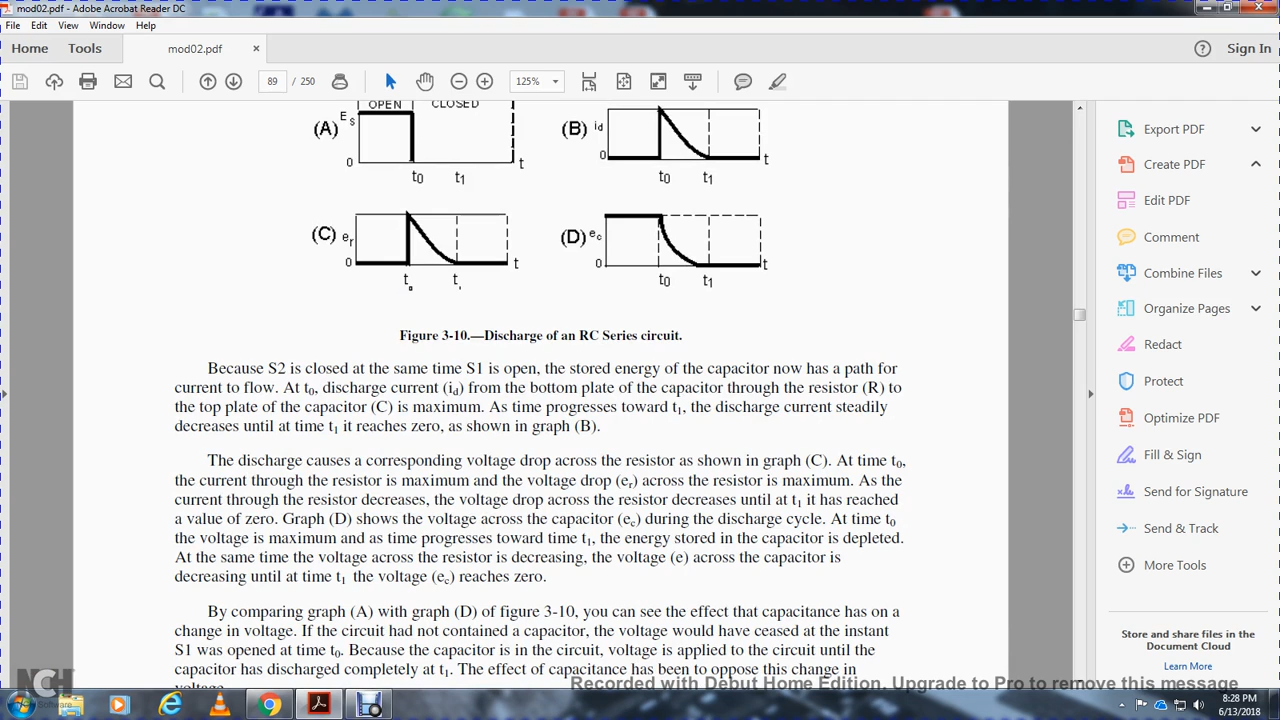 mod02.pdf - Adobe Acrobat Reader DC
File Edit View Window Help
Home Tools mod02.pdf × Sign In
89 / 250 125%
OPEN CLOSED
(A) Es 0 t0 t1 t
(B) id 0 t0 t1 t
(C) er 0 t
(D) ec 0 t0 t1 t
Figure 3-10.—Discharge of an RC Series circuit.
Because S2 is closed at the same time S1 is open, the stored energy of the capacitor now has a path for
current to flow. At t0, discharge current (id) from the bottom plate of the capacitor through the resistor (R) to
the top plate of the capacitor (C) is maximum. As time progresses toward t1, the discharge current steadily
decreases until at time t1 it reaches zero, as shown in graph (B).
The discharge causes a corresponding voltage drop across the resistor as shown in graph (C). At time t0,
the current through the resistor is maximum and the voltage drop (er) across the resistor is maximum. As the
current through the resistor decreases, the voltage drop across the resistor decreases until at t1 it has reached
a value of zero. Graph (D) shows the voltage across the capacitor (ec) during the discharge cycle. At time t0
the voltage is maximum and as time progresses toward time t1, the energy stored in the capacitor is depleted.
At the same time the voltage across the resistor is decreasing, the voltage (e) across the capacitor is
decreasing until at time t1 the voltage (ec) reaches zero.
By comparing graph (A) with graph (D) of figure 3-10, you can see the effect that capacitance has on a
change in voltage. If the circuit had not contained a capacitor, the voltage would have ceased at the instant
S1 was opened at time t0. Because the capacitor is in the circuit, voltage is applied to the circuit until the
capacitor has discharged completely at t1. The effect of capacitance has been to oppose this change in
voltage.
Export PDF
Create PDF
Edit PDF
Comment
Combine Files
Organize Pages
Redact
Protect
Optimize PDF
Fill & Sign
Send for Signature
Send & Track
More Tools
Store and share files in the
Document Cloud
Learn More
NCH
Software
Recorded with Debut Home Edition. Upgrade to Pro to remove this message
8:28 PM
6/13/2018